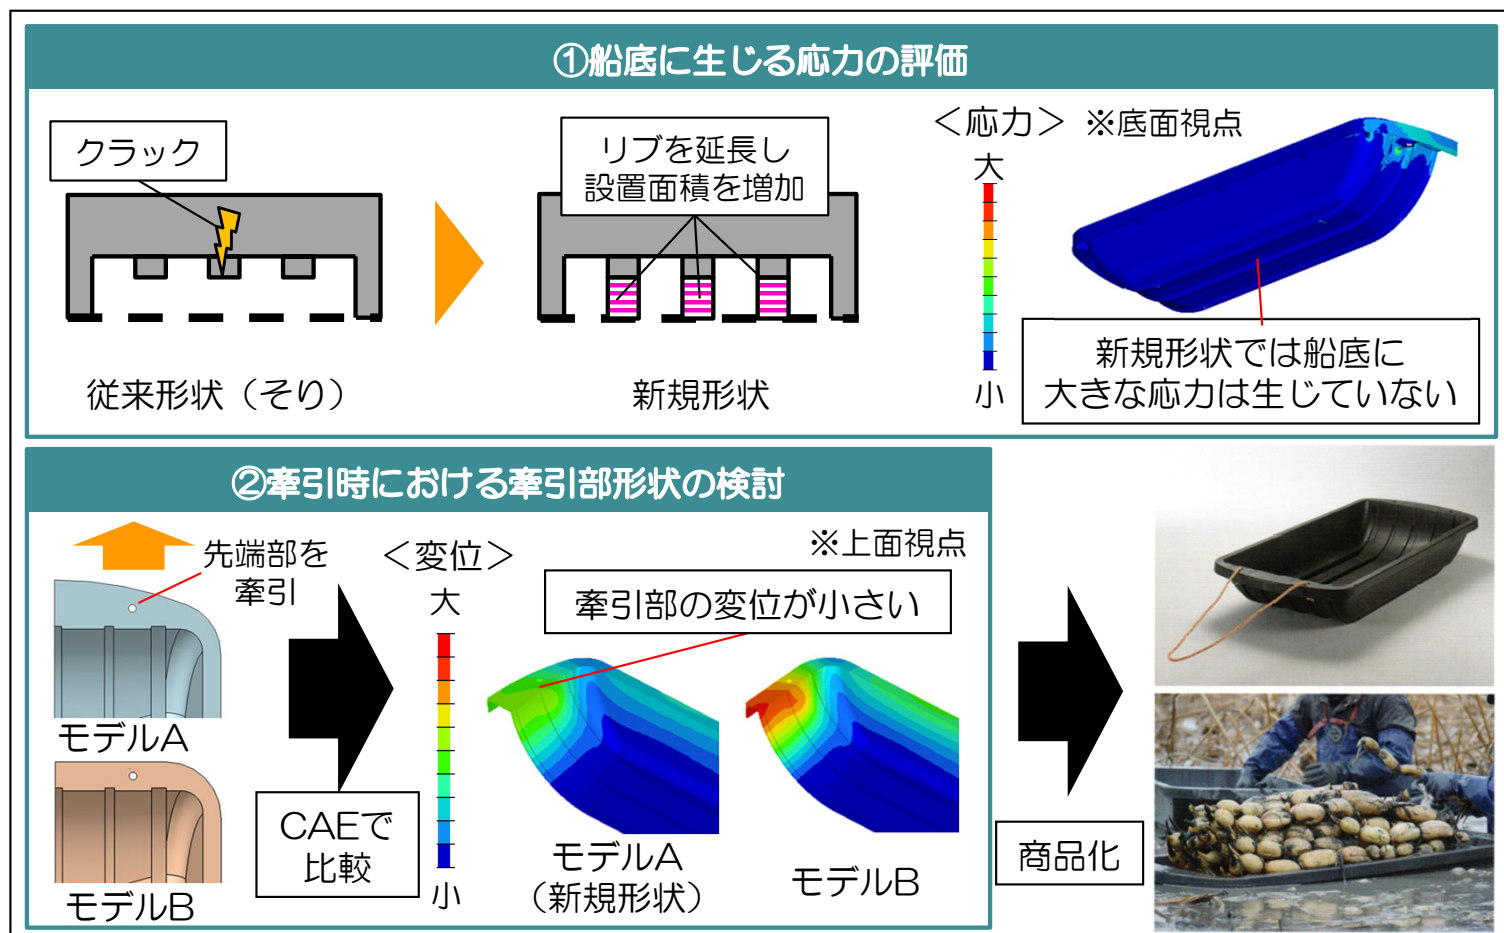 ①船底に生じる応力の評価
クラック
リブを延長し
設置面積を増加
＜応力＞ ※底面視点
大
小
新規形状では船底に
大きな応力は生じていない
従来形状（そり）
新規形状
②牽引時における牽引部形状の検討
先端部を
牽引
モデルA
モデルB
CAEで
比較
＜変位＞
大
小
※上面視点
牽引部の変位が小さい
モデルA
（新規形状）
モデルB
商品化